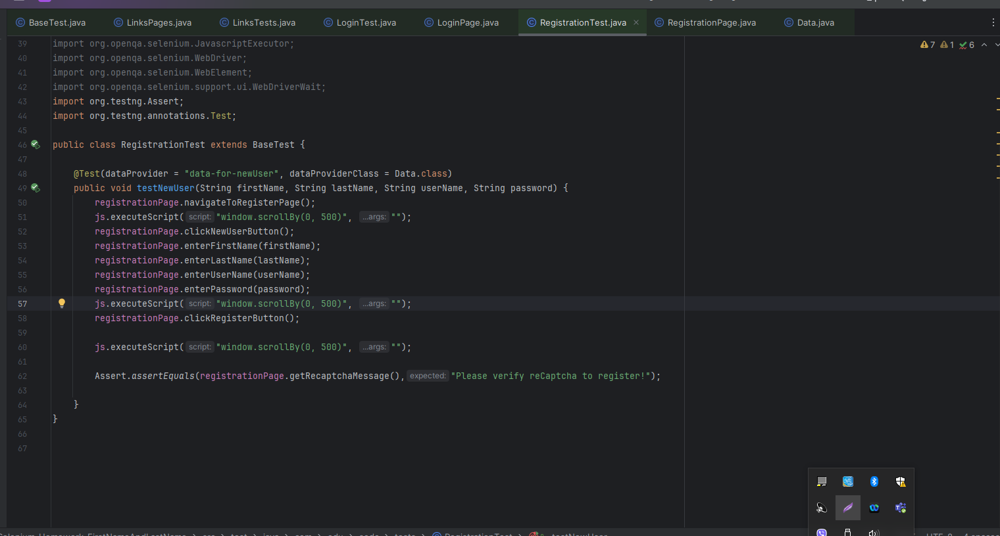 BaseTest.java LinksPages.java LinksTests.java LoginTest.java LoginPage.java RegistrationTest.java RegistrationPage.java Data.java
7 1 6
39 import org.openqa.selenium.JavascriptExecutor;
40 import org.openqa.selenium.WebDriver;
41 import org.openqa.selenium.WebElement;
42 import org.openqa.selenium.support.ui.WebDriverWait;
43 import org.testng.Assert;
44 import org.testng.annotations.Test;
45
46 public class RegistrationTest extends BaseTest {
47
48 @Test(dataProvider = "data-for-newUser", dataProviderClass = Data.class)
49 public void testNewUser(String firstName, String lastName, String userName, String password) {
50 registrationPage.navigateToRegisterPage();
51 js.executeScript( script: "window.scrollBy(0, 500)", ...args: "");
52 registrationPage.clickNewUserButton();
53 registrationPage.enterFirstName(firstName);
54 registrationPage.enterLastName(lastName);
55 registrationPage.enterUserName(userName);
56 registrationPage.enterPassword(password);
57 js.executeScript( script: "window.scrollBy(0, 500)", ...args: "");
58 registrationPage.clickRegisterButton();
59
60 js.executeScript( script: "window.scrollBy(0, 500)", ...args: "");
61
62 Assert.assertEquals(registrationPage.getRecaptchaMessage(), expected: "Please verify reCaptcha to register!");
63
64 }
65 }
66
67